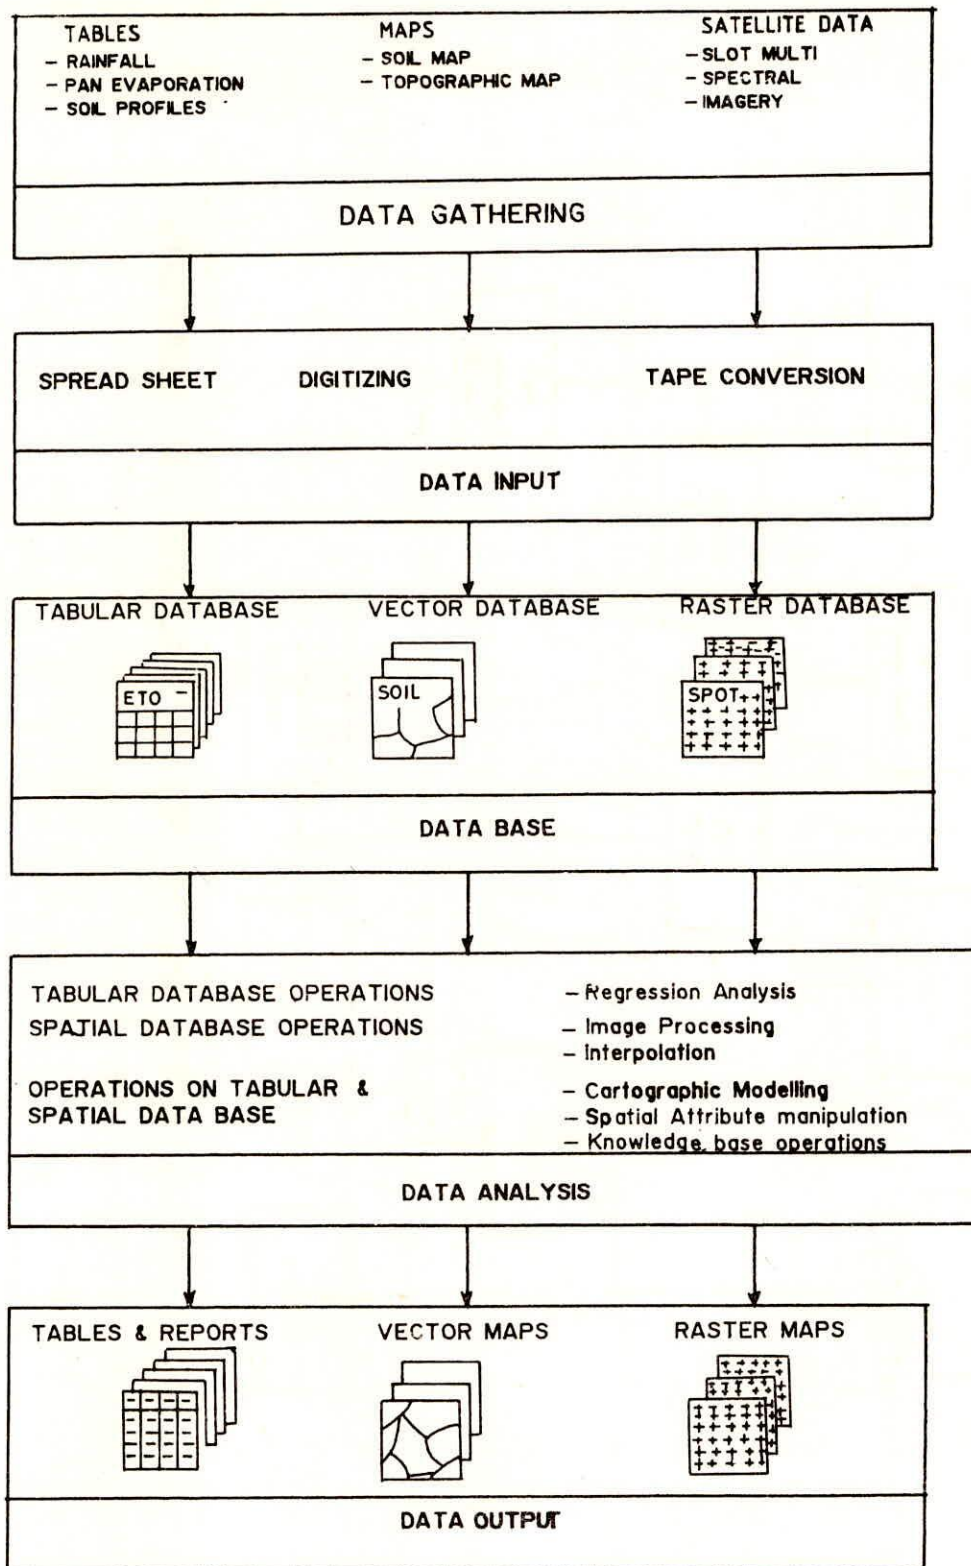 TABLES
– RAINFALL
– PAN EVAPORATION
– SOIL PROFILES
MAPS
– SOIL MAP
– TOPOGRAPHIC MAP
SATELLITE DATA
– SLOT MULTI
– SPECTRAL
– IMAGERY
DATA GATHERING
SPREAD SHEET
DIGITIZING
TAPE CONVERSION
DATA INPUT
TABULAR DATABASE
VECTOR DATABASE
RASTER DATABASE
ETO
SOIL
SPOT
DATA BASE
TABULAR DATABASE OPERATIONS
– Regression Analysis
SPATIAL DATABASE OPERATIONS
– Image Processing
– Interpolation
OPERATIONS ON TABULAR &
SPATIAL DATA BASE
– Cartographic Modelling
– Spatial Attribute manipulation
– Knowledge base operations
DATA ANALYSIS
TABLES & REPORTS
VECTOR MAPS
RASTER MAPS
DATA OUTPUT